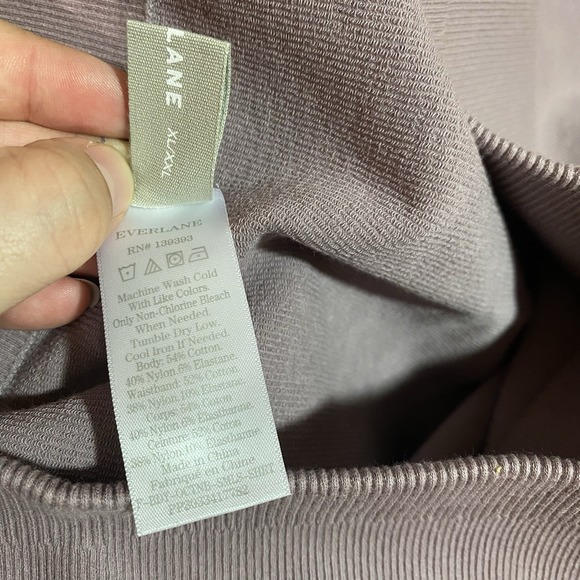 LANE
XL/XXL
EVERLANE
RN# 139393
Machine Wash Cold
With Like Colors.
Only Non-Chlorine Bleach
When Needed.
Tumble Dry Low.
Cool Iron If Needed.
Body: 54% Cotton.
40% Nylon.6% Elastane.
Waistband: 52% Cotton.
38% Nylon.10% Elastane.
Corps: 54% Coton
40% Nylon.6% Elasthanne.
Ceinture: 52% Coton
38% Nylon.10% Elasthanne
Made in China
Fabriqué en China